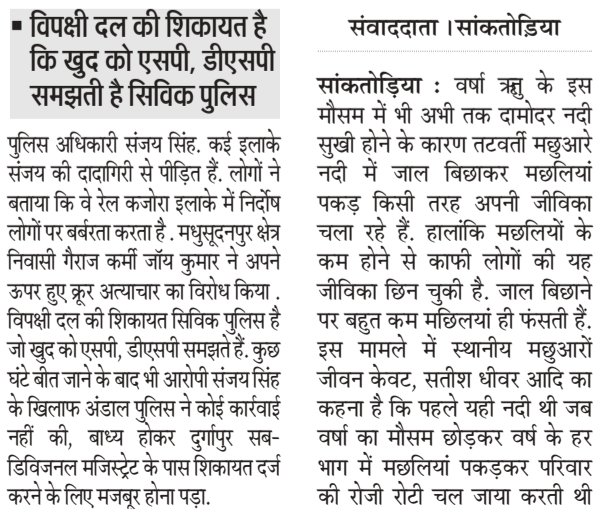 ▪ विपक्षी दल की शिकायत है
कि खुद को एसपी, डीएसपी
समझती है सिविक पुलिस
पुलिस अधिकारी संजय सिंह. कई इलाके
संजय की दादागिरी से पीड़ित हैं. लोगों ने
बताया कि वे रेल कजोरा इलाके में निर्दोष
लोगों पर बर्बरता करता है . मधुसूदनपुर क्षेत्र
निवासी गैराज कर्मी जॉय कुमार ने अपने
ऊपर हुए क्रूर अत्याचार का विरोध किया .
विपक्षी दल की शिकायत सिविक पुलिस है
जो खुद को एसपी, डीएसपी समझते हैं. कुछ
घंटे बीत जाने के बाद भी आरोपी संजय सिंह
के खिलाफ अंडाल पुलिस ने कोई कार्रवाई
नहीं की, बाध्य होकर दुर्गापुर सब-
डिविजनल मजिस्ट्रेट के पास शिकायत दर्ज
करने के लिए मजबूर होना पड़ा.
संवाददाता । सांकतोड़िया
सांकतोड़िया : वर्षा ऋतु के इस
मौसम में भी अभी तक दामोदर नदी
सुखी होने के कारण तटवर्ती मछुआरे
नदी में जाल बिछाकर मछलियां
पकड़ किसी तरह अपनी जीविका
चला रहे हैं. हालांकि मछलियों के
कम होने से काफी लोगों की यह
जीविका छिन चुकी है. जाल बिछाने
पर बहुत कम मछिलयां ही फंसती हैं.
इस मामले में स्थानीय मछुआरों
जीवन केवट, सतीश धीवर आदि का
कहना है कि पहले यही नदी थी जब
वर्षा का मौसम छोड़कर वर्ष के हर
भाग में मछलियां पकड़कर परिवार
की रोजी रोटी चल जाया करती थी